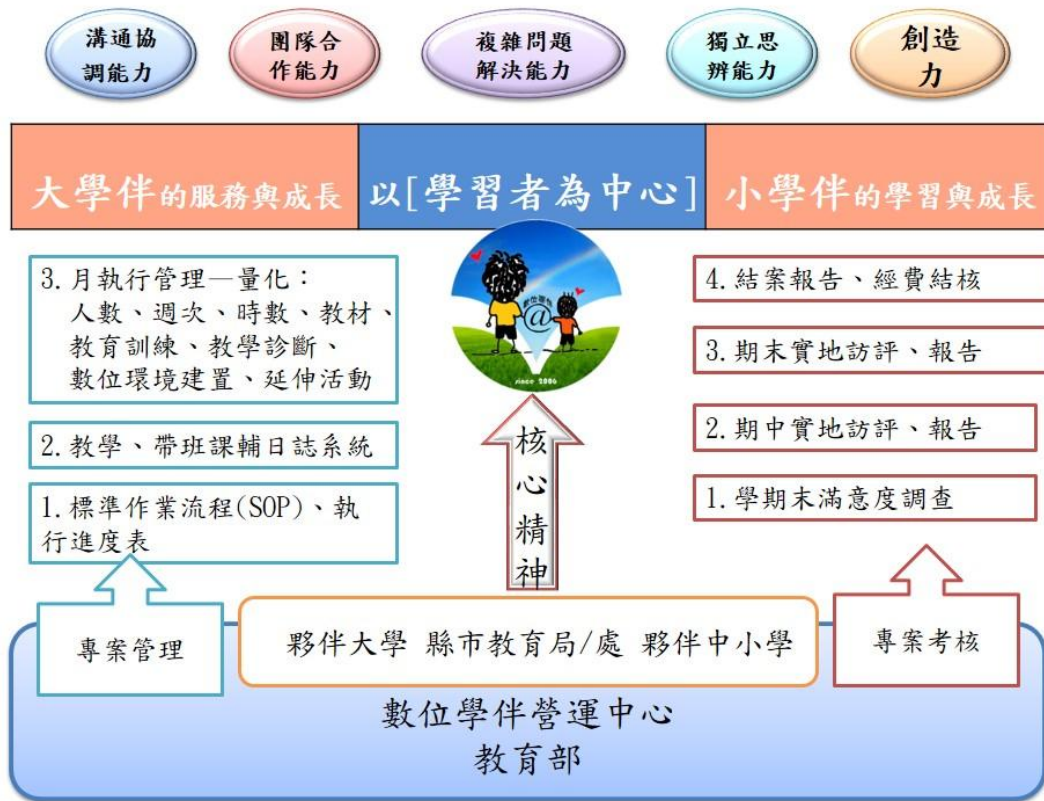 溝通協
調能力
團隊合
作能力
複雜問題
解決能力
獨立思
辨能力
創造
力
大學伴的服務與成長
以[學習者為中心]
小學伴的學習與成長
3.月執行管理—量化：
人數、週次、時數、教材、
教育訓練、教學診斷、
數位環境建置、延伸活動
2.教學、帶班課輔日誌系統
1.標準作業流程(SOP)、執
行進度表
專案管理
數位學伴
@
since 2006
核
心
精
神
4.結案報告、經費結核
3.期末實地訪評、報告
2.期中實地訪評、報告
1.學期末滿意度調查
專案考核
夥伴大學 縣市教育局/處 夥伴中小學
數位學伴營運中心
教育部